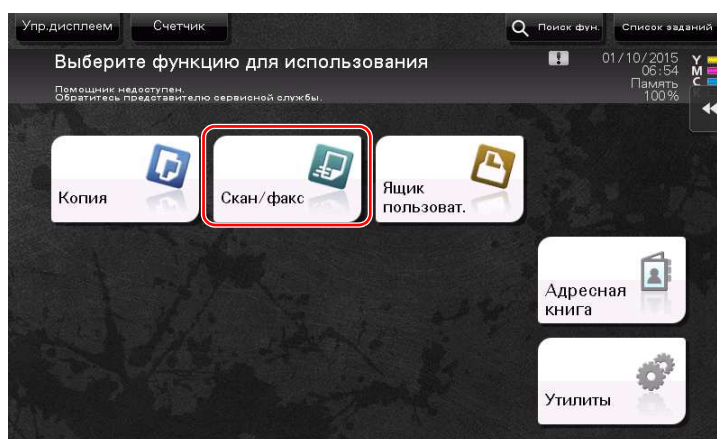 Упр.дисплеем
Счетчик
Поиск фун.
Список заданий
Выберите функцию для использования
01/10/2015
06:54
Память
100%
Помощник недоступен.
Обратитесь представителю сервисной службы.
Y
M
C
Копия
Скан/факс
Ящик
пользоват.
Адресная
книга
Утилиты